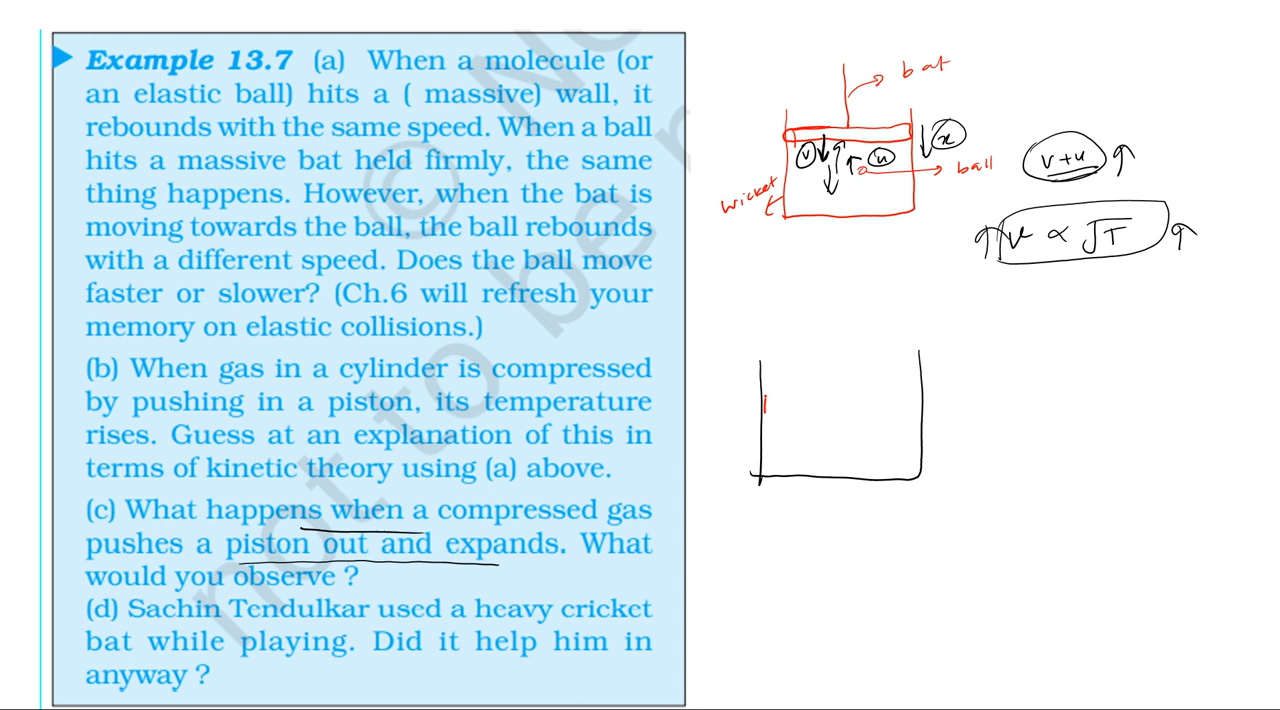 Example 13.7 (a) When a molecule (or
an elastic ball) hits a ( massive) wall, it
rebounds with the same speed. When a ball
hits a massive bat held firmly, the same
thing happens. However, when the bat is
moving towards the ball, the ball rebounds
with a different speed. Does the ball move
faster or slower? (Ch.6 will refresh your
memory on elastic collisions.)
(b) When gas in a cylinder is compressed
by pushing in a piston, its temperature
rises. Guess at an explanation of this in
terms of kinetic theory using (a) above.
(c) What happens when a compressed gas
pushes a piston out and expands. What
would you observe ?
(d) Sachin Tendulkar used a heavy cricket
bat while playing. Did it help him in
anyway ?
© N
not to be r
bat
v
u
x
ball
wicket
v+u ↑
↑ v ∝ √T ↑